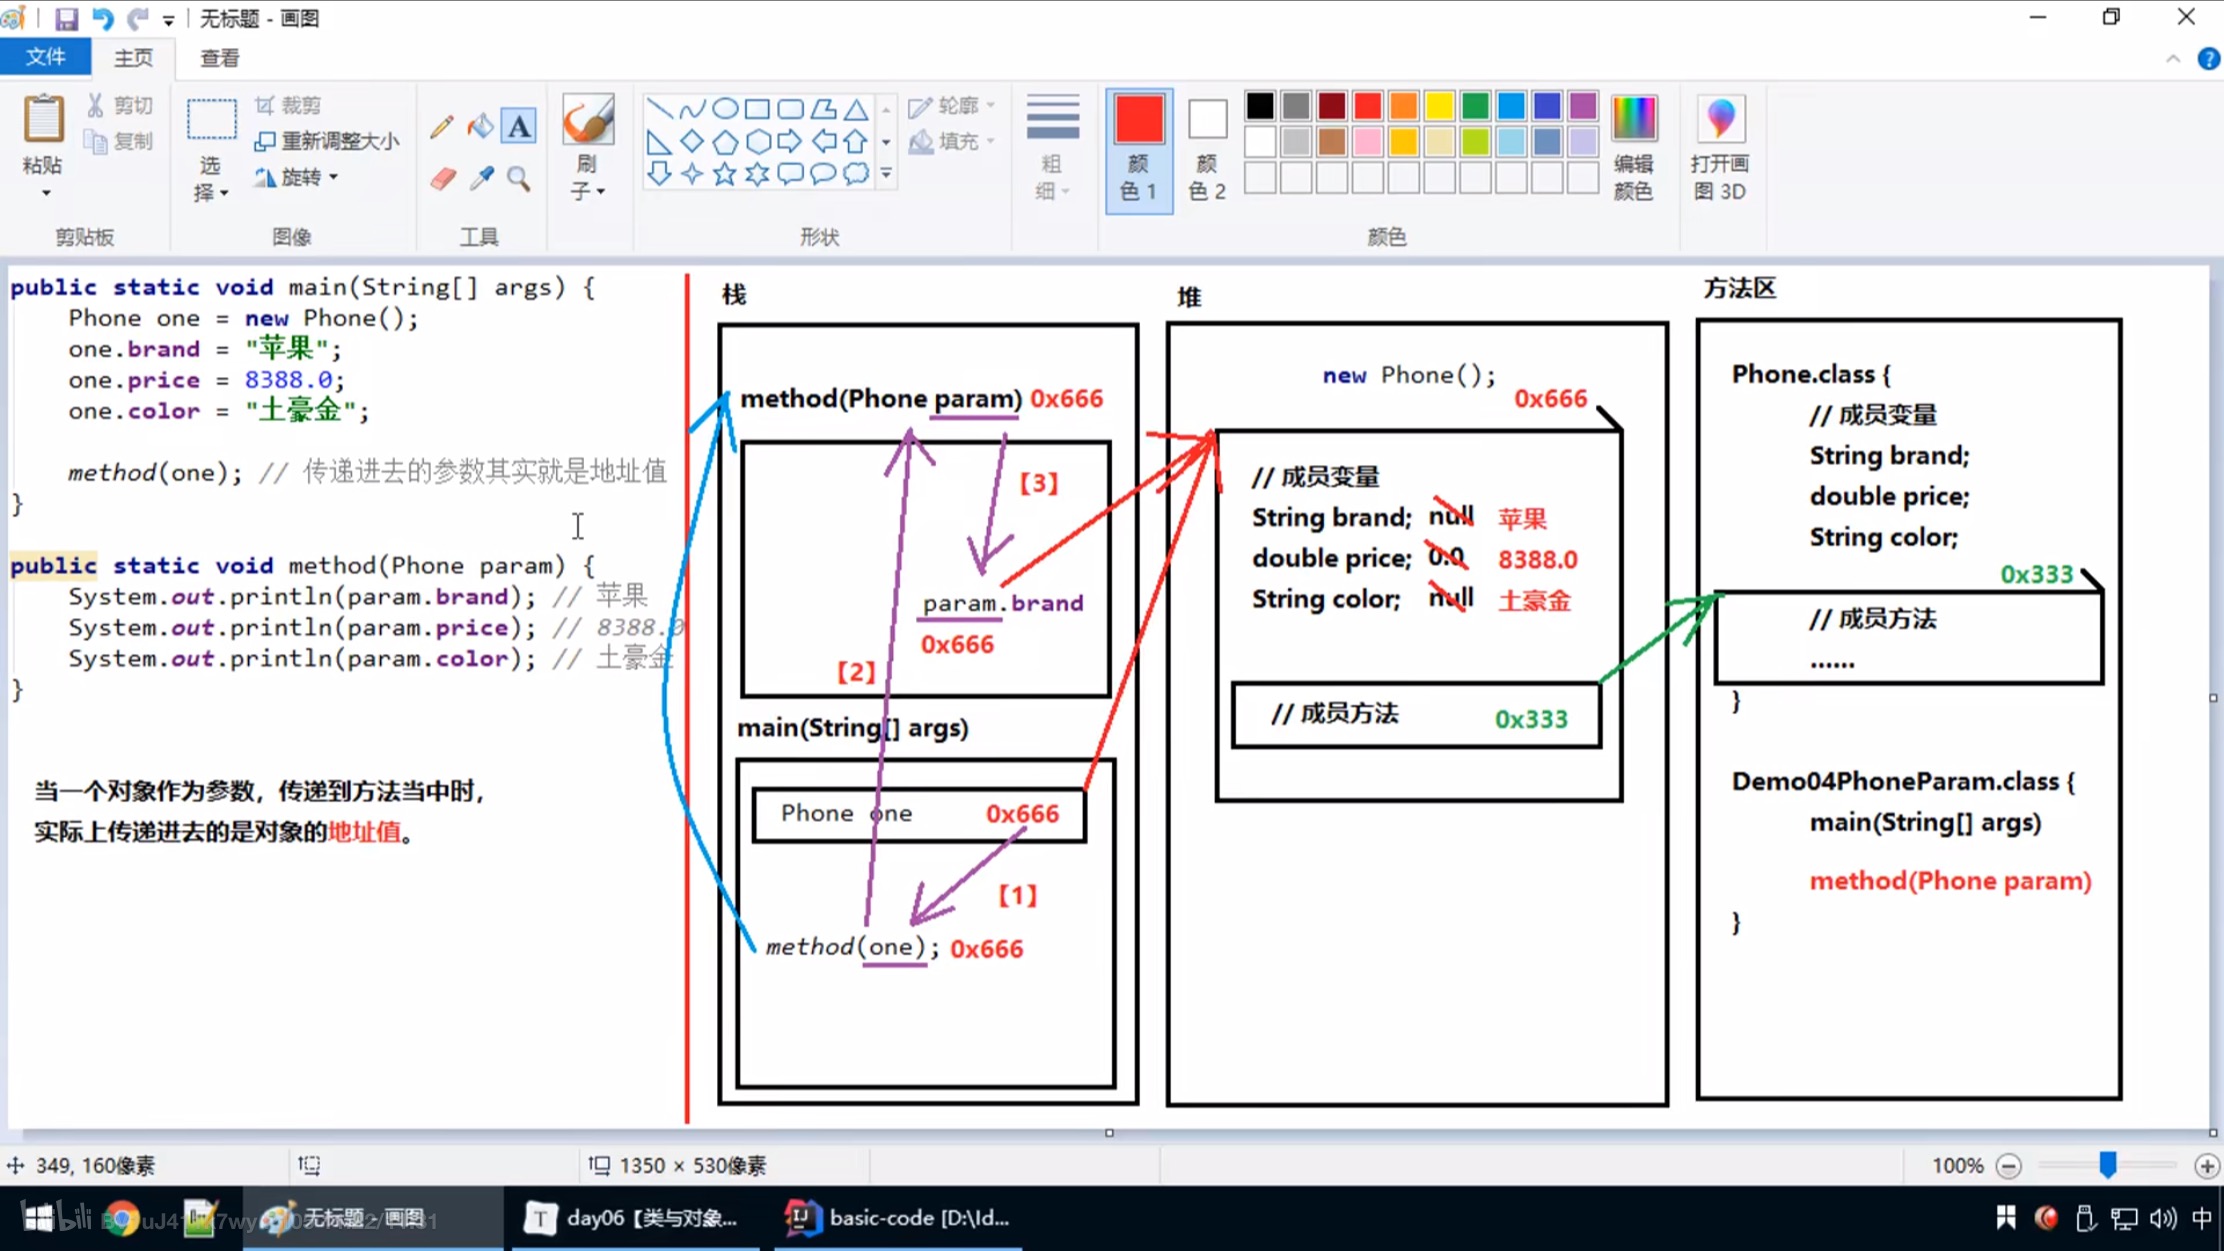 无标题 - 画图
文件 主页 查看
粘贴
剪切
复制
剪贴板
选择
裁剪
重新调整大小
旋转
图像
A
工具
刷子
形状
轮廓
填充
粗细
颜色 1
颜色 2
颜色
编辑颜色
打开画图 3D
public static void main(String[] args) {
Phone one = new Phone();
one.brand = "苹果";
one.price = 8388.0;
one.color = "土豪金";
method(one); // 传递进去的参数其实就是地址值
}
public static void method(Phone param) {
System.out.println(param.brand); // 苹果
System.out.println(param.price); // 8388.0
System.out.println(param.color); // 土豪金
}
当一个对象作为参数，传递到方法当中时，
实际上传递进去的是对象的地址值。
栈
method(Phone param) 0x666
【3】
param.brand
0x666
【2】
main(String[] args)
Phone one 0x666
【1】
method(one); 0x666
堆
new Phone();
0x666
// 成员变量
String brand; null 苹果
double price; 0.0 8388.0
String color; null 土豪金
// 成员方法 0x333
方法区
Phone.class {
// 成员变量
String brand;
double price;
String color;
0x333
// 成员方法
......
}
Demo04PhoneParam.class {
main(String[] args)
method(Phone param)
}
349, 160像素
1350 × 530像素
100%
bilibili
无标题 - 画图
T day06【类与对象...
IJ basic-code [D:\Id...
中